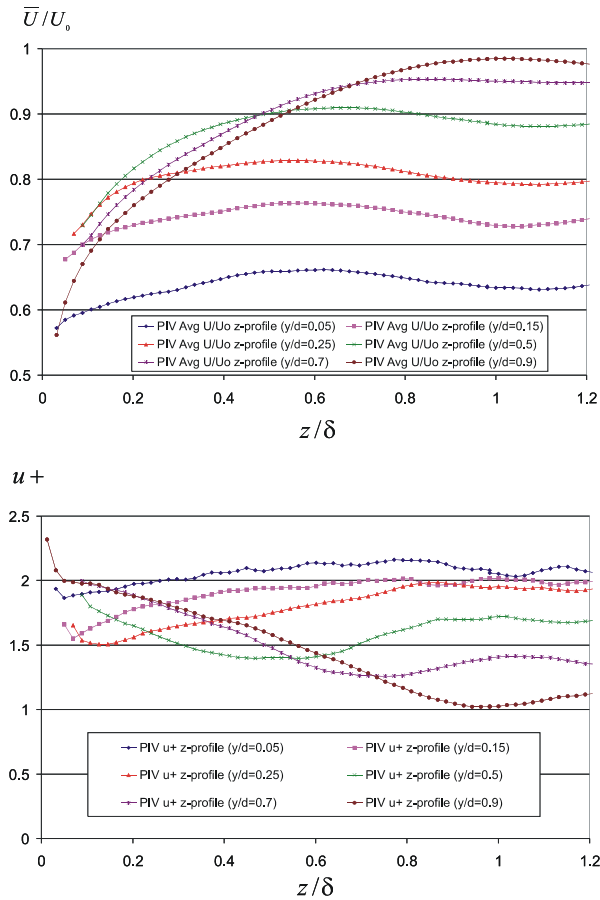 U̅/U₀
1
0.9
0.8
0.7
0.6
0.5
PIV Avg U/Uo z-profile (y/d=0.05) PIV Avg U/Uo z-profile (y/d=0.15)
PIV Avg U/Uo z-profile (y/d=0.25) PIV Avg U/Uo z-profile (y/d=0.5)
PIV Avg U/Uo z-profile (y/d=0.7) PIV Avg U/Uo z-profile (y/d=0.9)
0 0.2 0.4 0.6 0.8 1 1.2
z/δ
u+
2.5
2
1.5
1
0.5
0
PIV u+ z-profile (y/d=0.05) PIV u+ z-profile (y/d=0.15)
PIV u+ z-profile (y/d=0.25) PIV u+ z-profile (y/d=0.5)
PIV u+ z-profile (y/d=0.7) PIV u+ z-profile (y/d=0.9)
0 0.2 0.4 0.6 0.8 1 1.2
z/δ